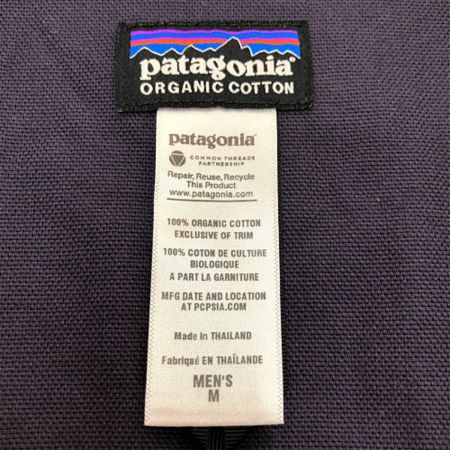 patagonia®
ORGANIC COTTON
patagonia®
COMMON THREADS
PARTNERSHIP
Repair, Reuse, Recycle
This Product
www.patagonia.com
100% ORGANIC COTTON
EXCLUSIVE OF TRIM
100% COTON DE CULTURE
BIOLOGIQUE
A PART LA GARNITURE
MFG DATE AND LOCATION
AT PCPSIA.COM
Made in THAILAND
Fabriqué EN THAÏLANDE
MEN'S
M